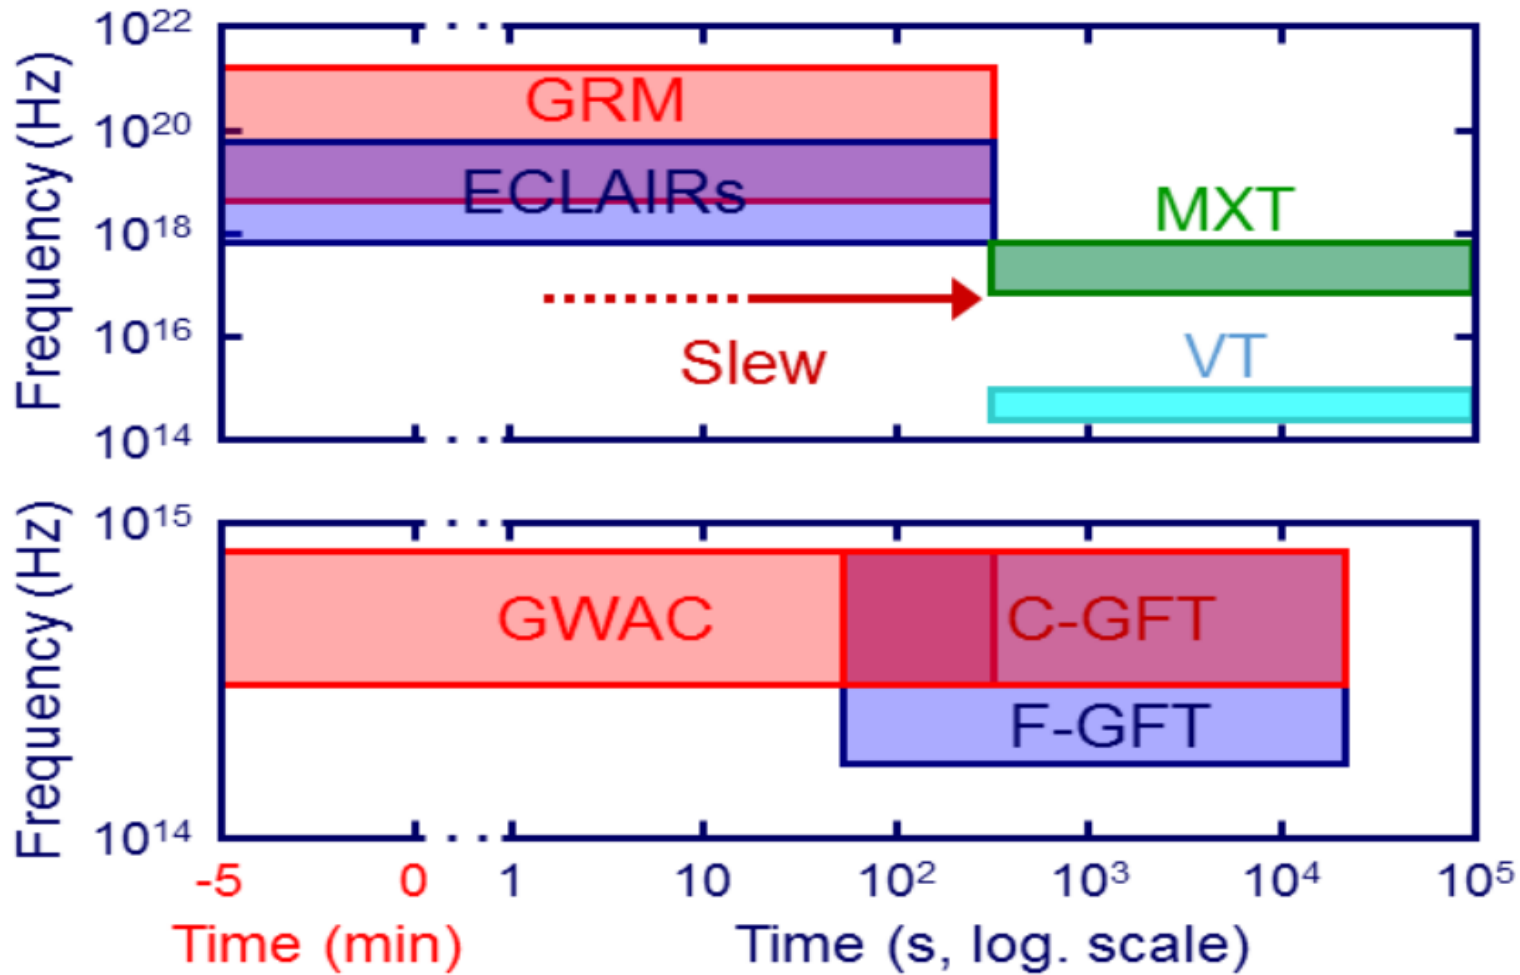 10²²
10²⁰
10¹⁸
10¹⁶
10¹⁴
Frequency (Hz)
GRM
ECLAIRs
MXT
Slew
VT
10¹⁵
10¹⁴
Frequency (Hz)
GWAC
C-GFT
F-GFT
-5 0 1 10 10² 10³ 10⁴ 10⁵
Time (min) Time (s, log. scale)